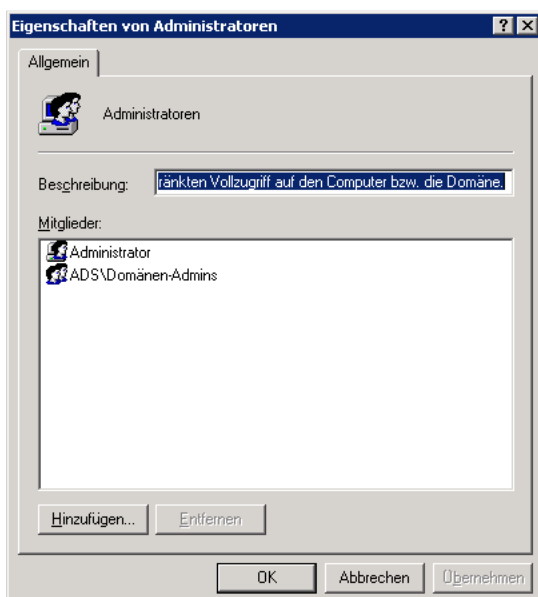 Eigenschaften von Administratoren
Allgemein
Administratoren
Beschreibung: ränkten Vollzugriff auf den Computer bzw. die Domäne.
Mitglieder:
Administrator
ADS\Domänen-Admins
Hinzufügen... Entfernen
OK Abbrechen Übernehmen